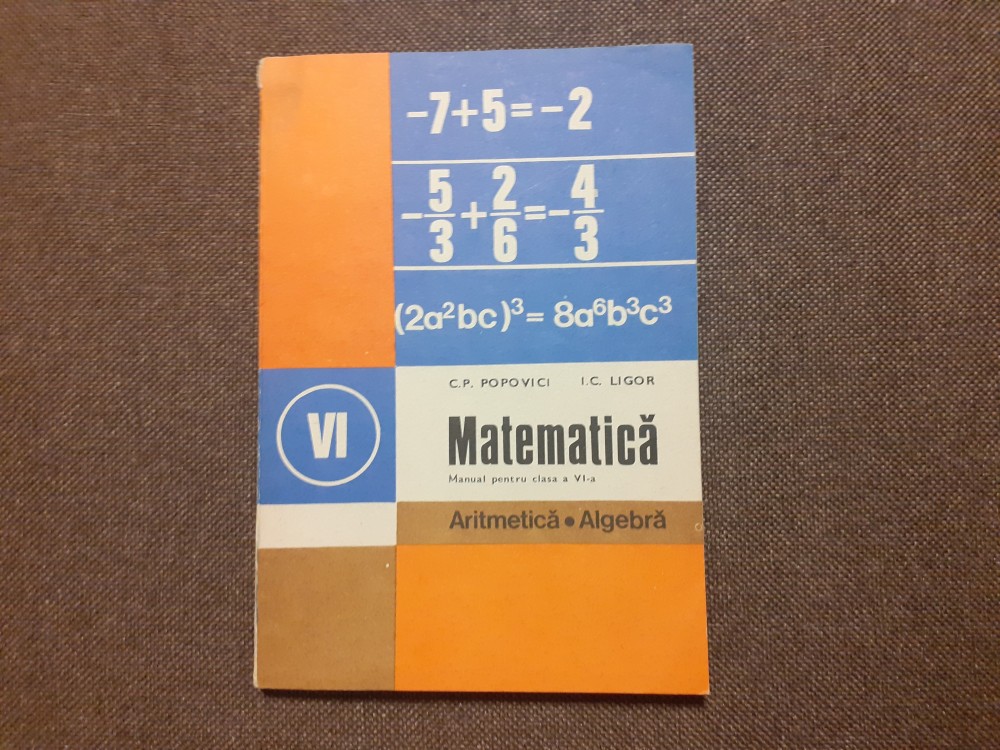 -7+5=-2
-5/3+2/6=-4/3
(2a²bc)³= 8a⁶b³c³
C.P. POPOVICI I.C. LIGOR
VI
Matematică
Manual pentru clasa a VI-a
Aritmetică • Algebră